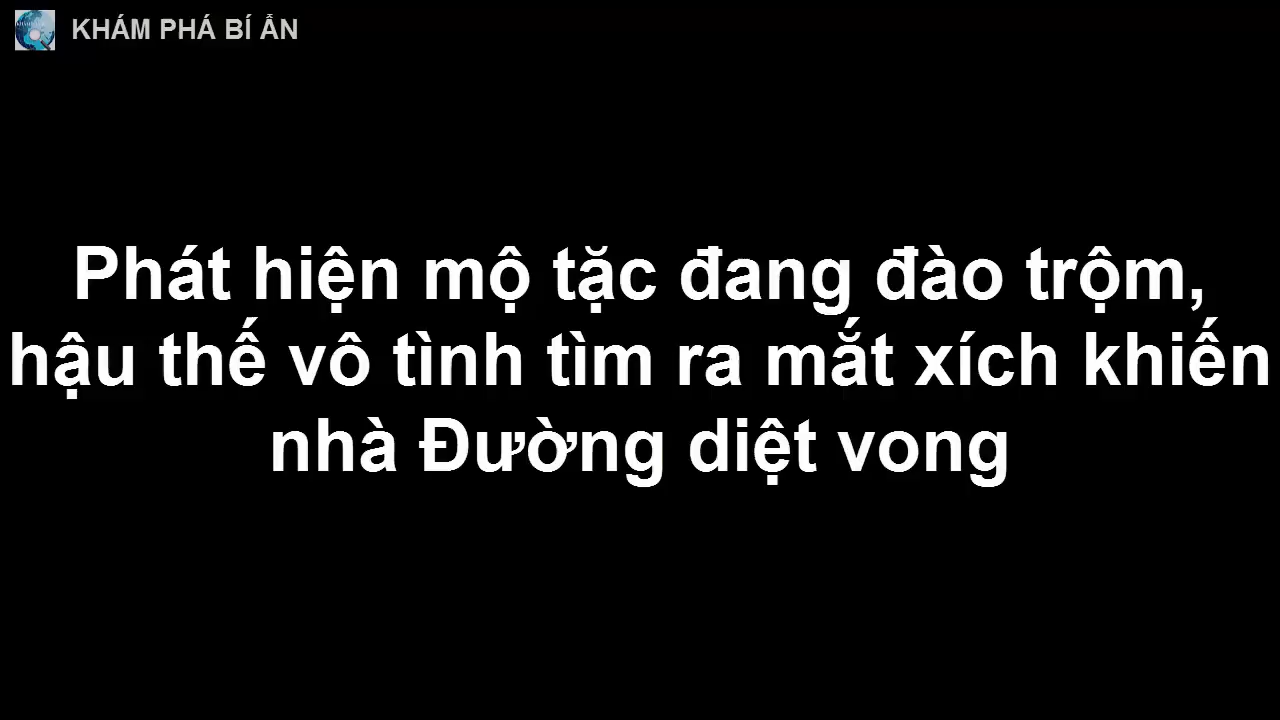 KHÁM PHÁ BÍ ẨN
Phát hiện mộ tặc đang đào trộm,
hậu thế vô tình tìm ra mắt xích khiến
nhà Đường diệt vong